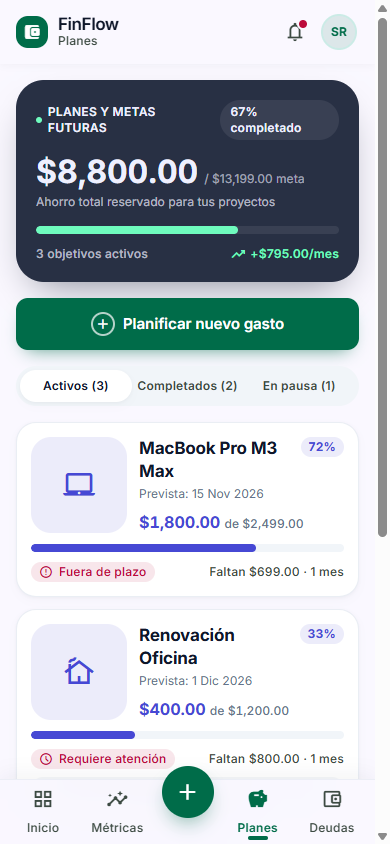 FinFlow
Planes
SR
PLANES Y METAS
FUTURAS
67%
completado
$8,800.00 / $13,199.00 meta
Ahorro total reservado para tus proyectos
3 objetivos activos
+$795.00/mes
Planificar nuevo gasto
Activos (3)
Completados (2)
En pausa (1)
MacBook Pro M3
Max
72%
Prevista: 15 Nov 2026
$1,800.00 de $2,499.00
Fuera de plazo
Faltan $699.00 · 1 mes
Renovación
Oficina
33%
Prevista: 1 Dic 2026
$400.00 de $1,200.00
Requiere atención
Faltan $800.00 · 1 mes
Inicio
Métricas
Planes
Deudas